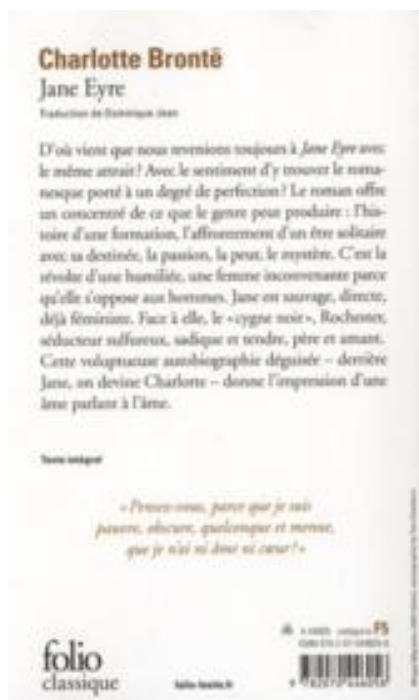 Charlotte Brontë
Jane Eyre
Traduction de Dominique Jean
D'où vient que nous revenions toujours à Jane Eyre avec
le même attrait ? Avec le sentiment d'y trouver le roma-
nesque porté à un degré de perfection ? Le roman offre
un concentré de ce que le genre peut produire : l'his-
toire d'une formation, l'affrontement d'un être solitaire
avec sa destinée, la passion, la peur, le mystère. C'est la
révolte d'une humiliée, une femme inconvenante parce
qu'elle s'oppose aux hommes. Jane est sauvage, directe,
déjà féministe. Face à elle, le « cygne noir », Rochester,
séducteur sulfureux, sadique et tendre, père et amant.
Cette voluptueuse autobiographie déguisée – derrière
Jane, on devine Charlotte – donne l'impression d'une
âme parlant à l'âme.
Texte intégral
« Pensez-vous, parce que je suis
pauvre, obscure, quelconque et menue,
que je n'ai ni âme ni cœur ? »
catégorie F5
folio
classique
folio-lesite.fr